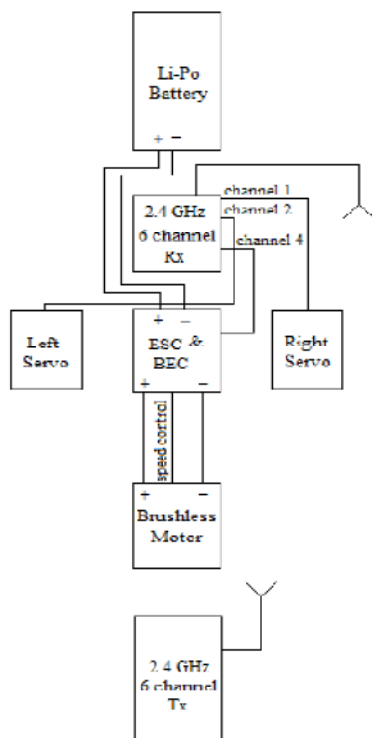 Li-Po
Battery
+ −
channel 1
2.4 GHz
channel 2
6 channel
channel 4
Rx
+ −
ESC &
BEC
+ −
Left
Servo
Right
Servo
speed control
+ −
Brushless
Motor
2.4 GHz
6 channel
Tx